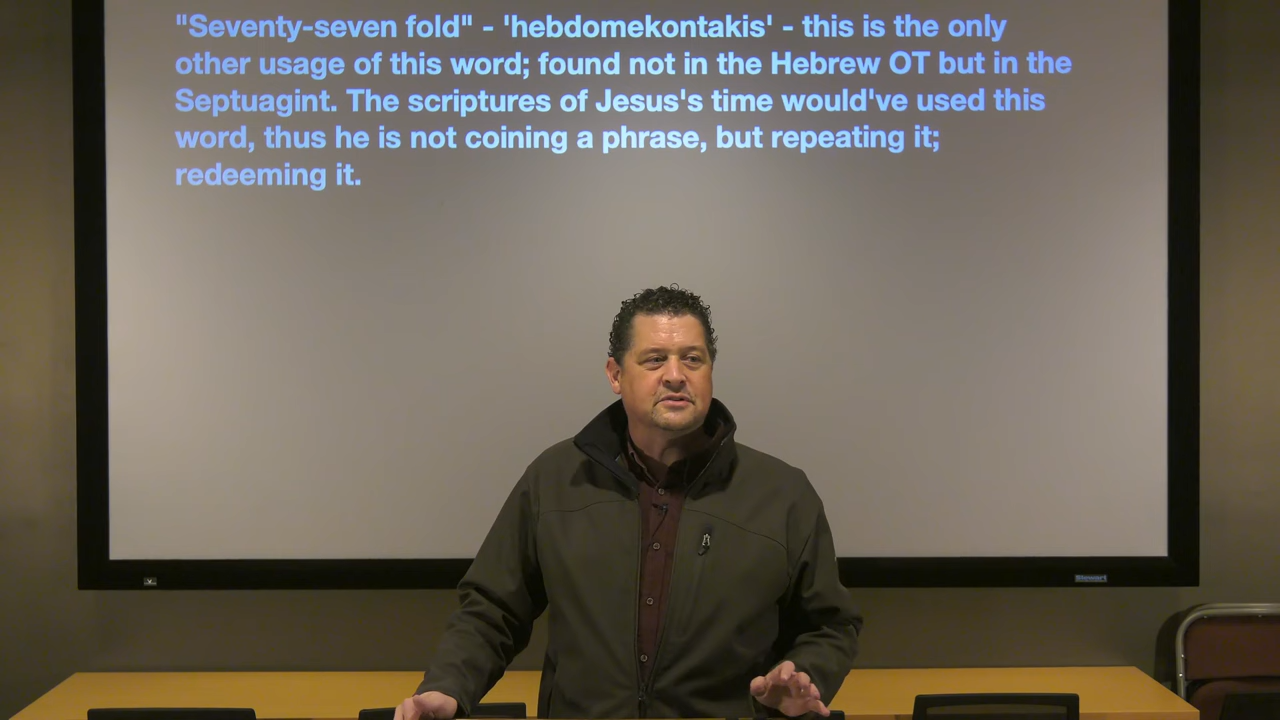 "Seventy-seven fold" - 'hebdomekontakis' - this is the only
other usage of this word; found not in the Hebrew OT but in the
Septuagint. The scriptures of Jesus's time would've used this
word, thus he is not coining a phrase, but repeating it;
redeeming it.
Stewart